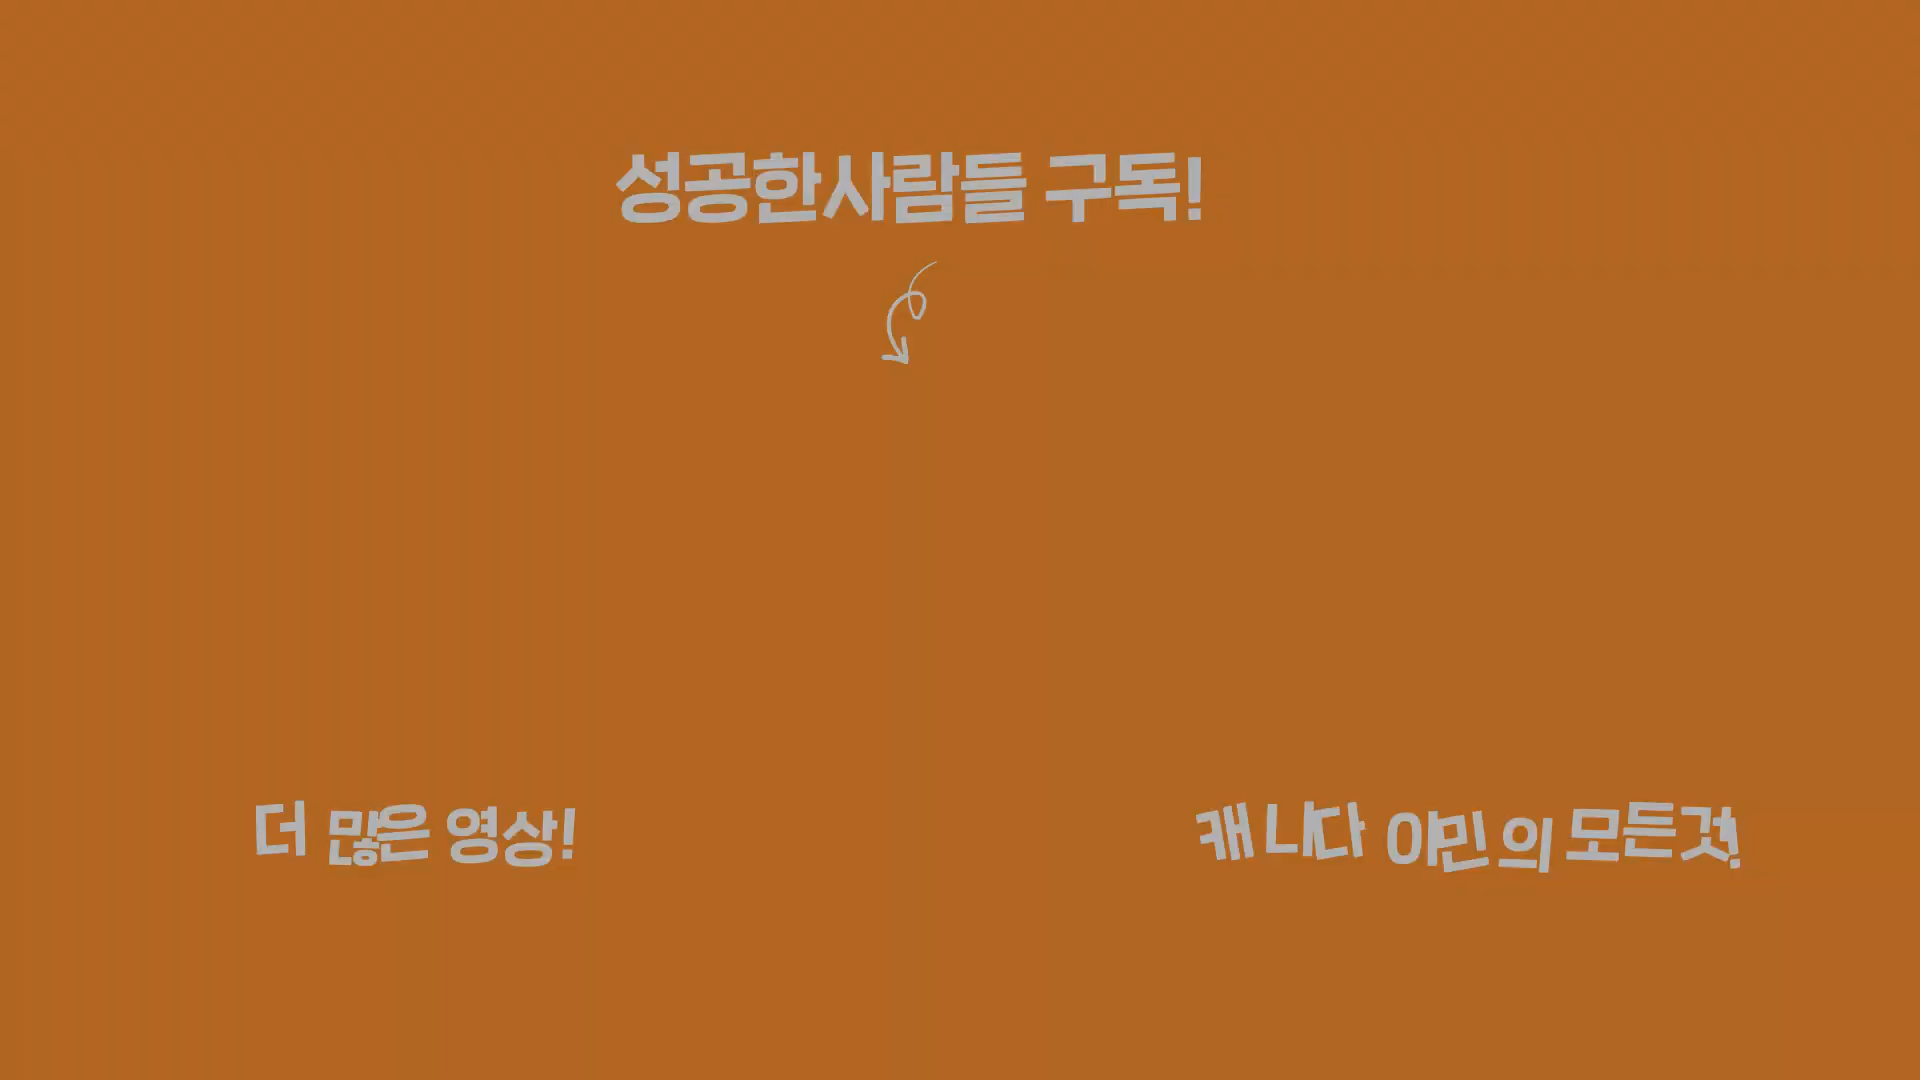 성공한사람들 구독!
더 많은 영상!
캐 니다 이민 의 모든것!